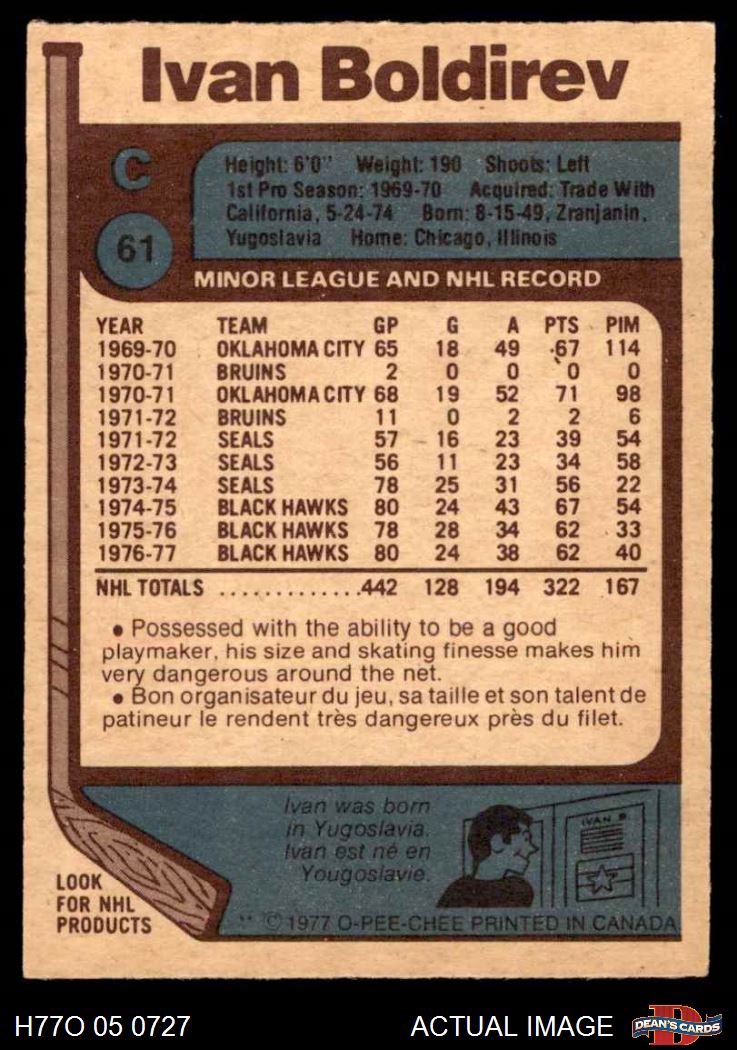 Ivan Boldirev
C
Height: 6'0" Weight: 190 Shoots: Left
1st Pro Season: 1969-70 Acquired: Trade With
California, 5-24-74 Born: 8-15-49, Zranjanin,
Yugoslavia Home: Chicago, Illinois
61
MINOR LEAGUE AND NHL RECORD
YEAR TEAM GP G A PTS PIM
1969-70 OKLAHOMA CITY 65 18 49 67 114
1970-71 BRUINS 2 0 0 0 0
1970-71 OKLAHOMA CITY 68 19 52 71 98
1971-72 BRUINS 11 0 2 2 6
1971-72 SEALS 57 16 23 39 54
1972-73 SEALS 56 11 23 34 58
1973-74 SEALS 78 25 31 56 22
1974-75 BLACK HAWKS 80 24 43 67 54
1975-76 BLACK HAWKS 78 28 34 62 33
1976-77 BLACK HAWKS 80 24 38 62 40
NHL TOTALS .............442 128 194 322 167
• Possessed with the ability to be a good
playmaker, his size and skating finesse makes him
very dangerous around the net.
• Bon organisateur du jeu, sa taille et son talent de
patineur le rendent très dangereux près du filet.
Ivan was born
in Yugoslavia.
Ivan est né en
Yougoslavie.
IVAN B
LOOK
FOR NHL
PRODUCTS
** © 1977 O-PEE-CHEE PRINTED IN CANADA
H77O 05 0727 ACTUAL IMAGE
DEAN'S CARDS